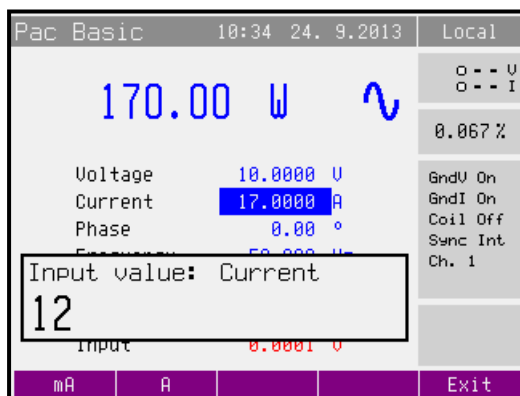 Pac Basic 10:34 24. 9.2013 Local
o-- V
o-- I
170.00 W
0.067 %
Voltage 10.0000 V
Current 17.0000 A
Phase 0.00 °
GndV On
GndI On
Coil Off
Sync Int
Ch. 1
Input value: Current
12
Input 0.0001 V
mA A Exit